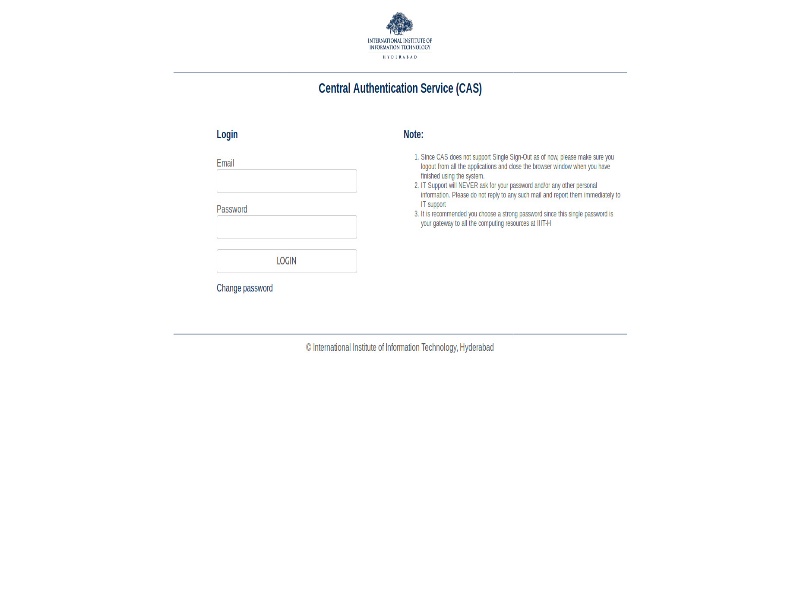 INTERNATIONAL INSTITUTE OF
INFORMATION TECHNOLOGY
HYDERABAD
Central Authentication Service (CAS)
Login
Email
Password
LOGIN
Change password
Note:
1. Since CAS does not support Single Sign-Out as of now, please make sure you
logout from all the applications and close the browser window when you have
finished using the system.
2. IT Support will NEVER ask for your password and/or any other personal
information. Please do not reply to any such mail and report them immediately to
IT support
3. It is recommended you choose a strong password since this single password is
your gateway to all the computing resources at IIIT-H
© International Institute of Information Technology, Hyderabad